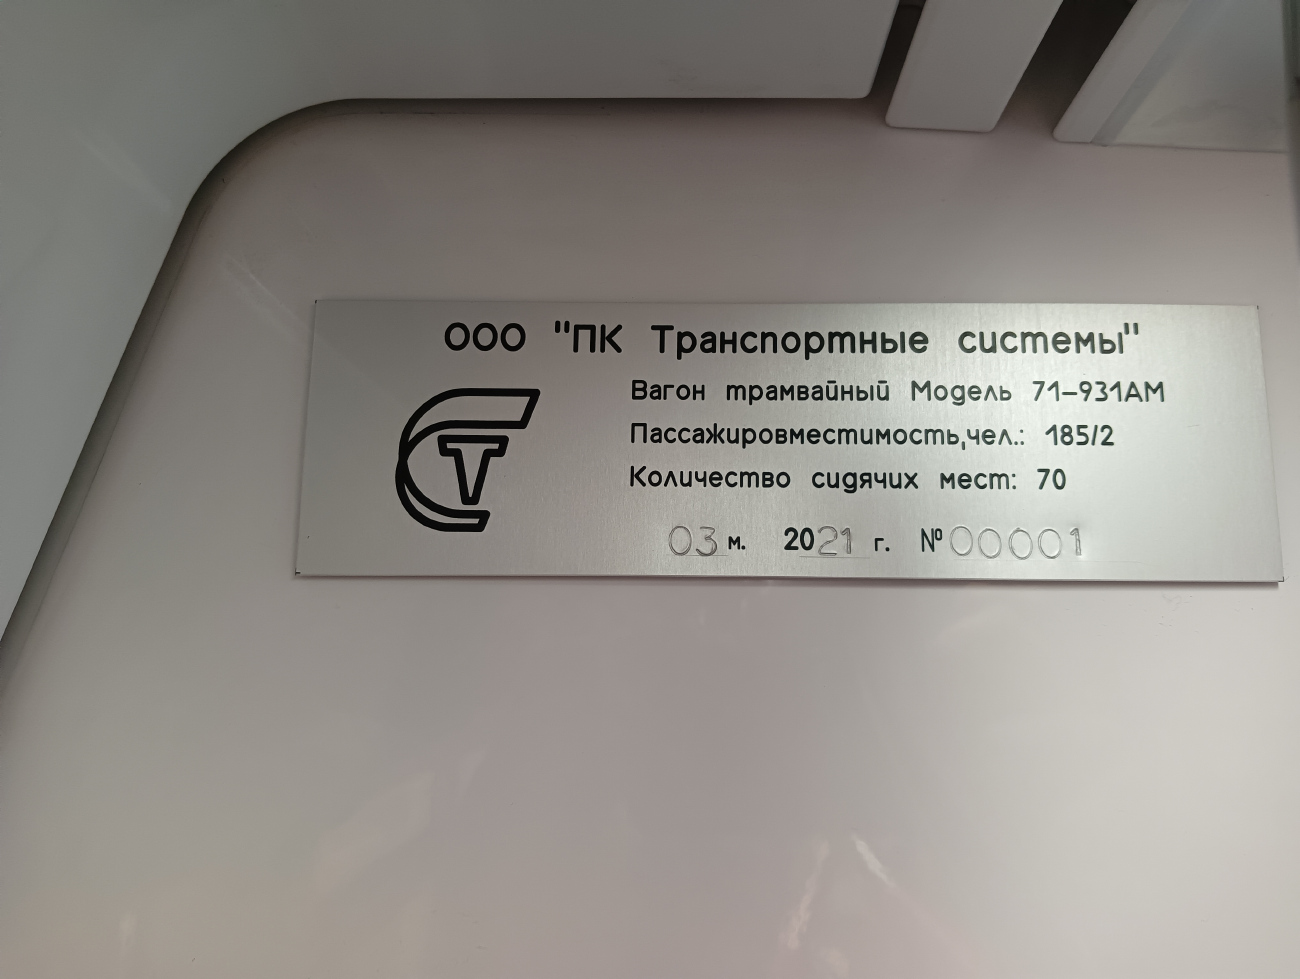 ООО "ПК Транспортные системы"
Вагон трамвайный Модель 71-931АМ
Пассажировместимость,чел.: 185/2
Количество сидячих мест: 70
03 м. 2021 г. №00001
СТ